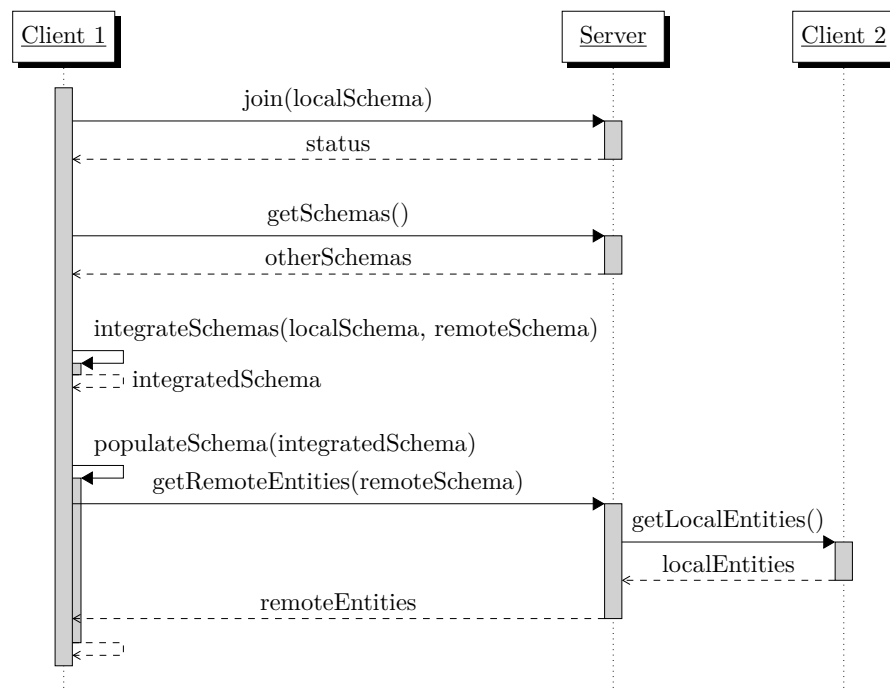 Client 1
Server
Client 2
join(localSchema)
status
getSchemas()
otherSchemas
integrateSchemas(localSchema, remoteSchema)
integratedSchema
populateSchema(integratedSchema)
getRemoteEntities(remoteSchema)
getLocalEntities()
localEntities
remoteEntities